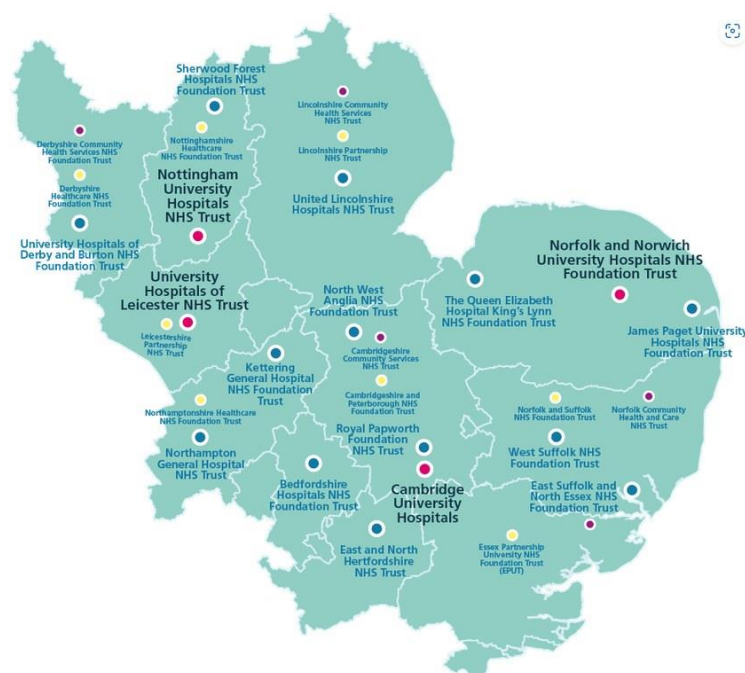 Sherwood Forest
Hospitals NHS
Foundation Trust
Lincolnshire Community
Health Services
NHS Trust
Derbyshire Community
Health Services NHS
Foundation Trust
Nottinghamshire
Healthcare
NHS Foundation Trust
Lincolnshire Partnership
NHS Trust
Derbyshire
Healthcare NHS
Foundation Trust
Nottingham
University
Hospitals
NHS Trust
United Lincolnshire
Hospitals NHS Trust
University Hospitals of
Derby and Burton NHS
Foundation Trust
Norfolk and Norwich
University Hospitals NHS
Foundation Trust
University
Hospitals of
Leicester NHS Trust
North West
Anglia NHS
Foundation Trust
The Queen Elizabeth
Hospital King's Lynn
NHS Foundation Trust
James Paget University
Hospitals NHS
Foundation Trust
Leicestershire
Partnership
NHS Trust
Cambridgeshire
Community Services
NHS Trust
Kettering
General Hospital
NHS Foundation
Trust
Cambridgeshire and
Peterborough NHS
Foundation Trust
Northamptonshire Healthcare
NHS Foundation Trust
Norfolk and Suffolk
NHS Foundation Trust
Norfolk Community
Health and Care
NHS Trust
Royal Papworth
Foundation
NHS Trust
Northampton
General Hospital
NHS Trust
West Suffolk NHS
Foundation Trust
Bedfordshire
Hospitals NHS
Foundation Trust
Cambridge
University
Hospitals
East Suffolk and
North Essex NHS
Foundation Trust
East and North
Hertfordshire
NHS Trust
Essex Partnership
University NHS
Foundation Trust
(EPUT)